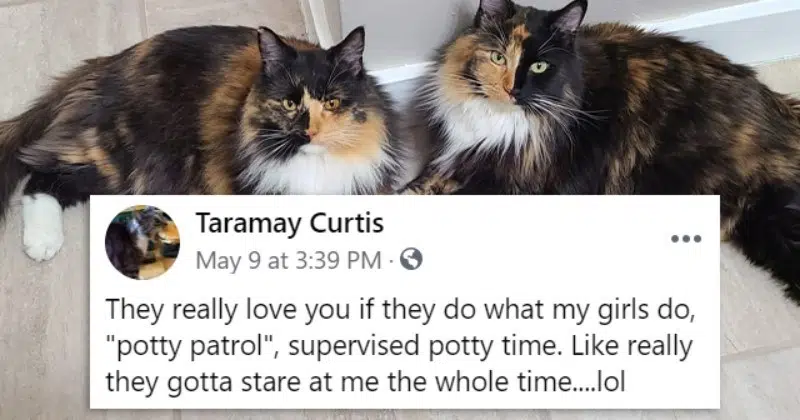 Taramay Curtis
May 9 at 3:39 PM ·
They really love you if they do what my girls do,
"potty patrol", supervised potty time. Like really
they gotta stare at me the whole time....lol